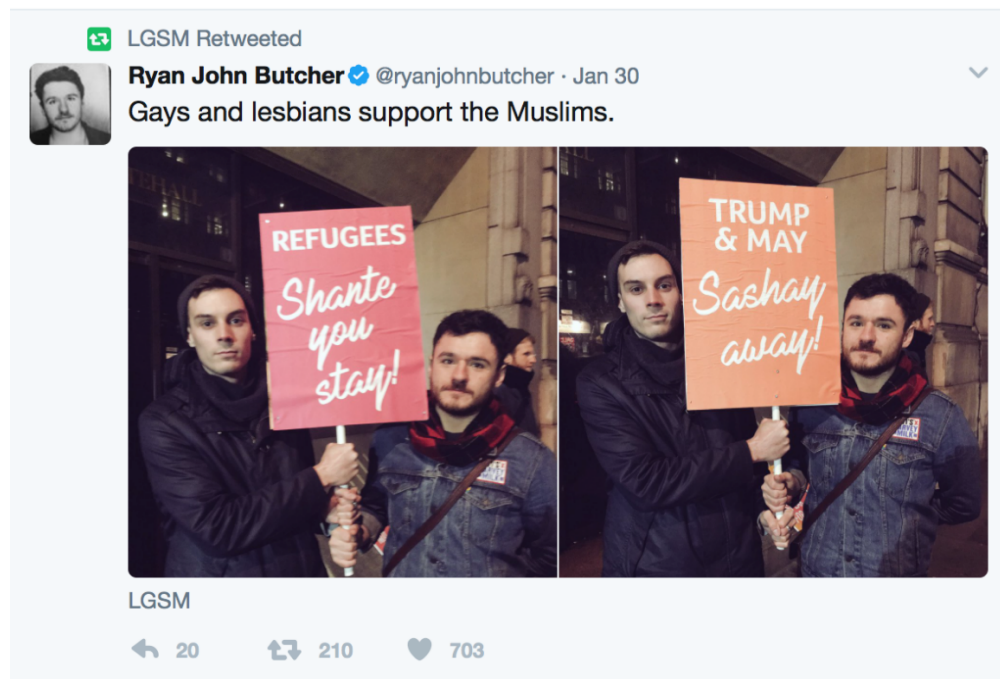 LGSM Retweeted
Ryan John Butcher @ryanjohnbutcher · Jan 30
Gays and lesbians support the Muslims.
REFUGEES
Shante
you
stay!
TRUMP
& MAY
Sashay
away!
LGSM
20 210 703